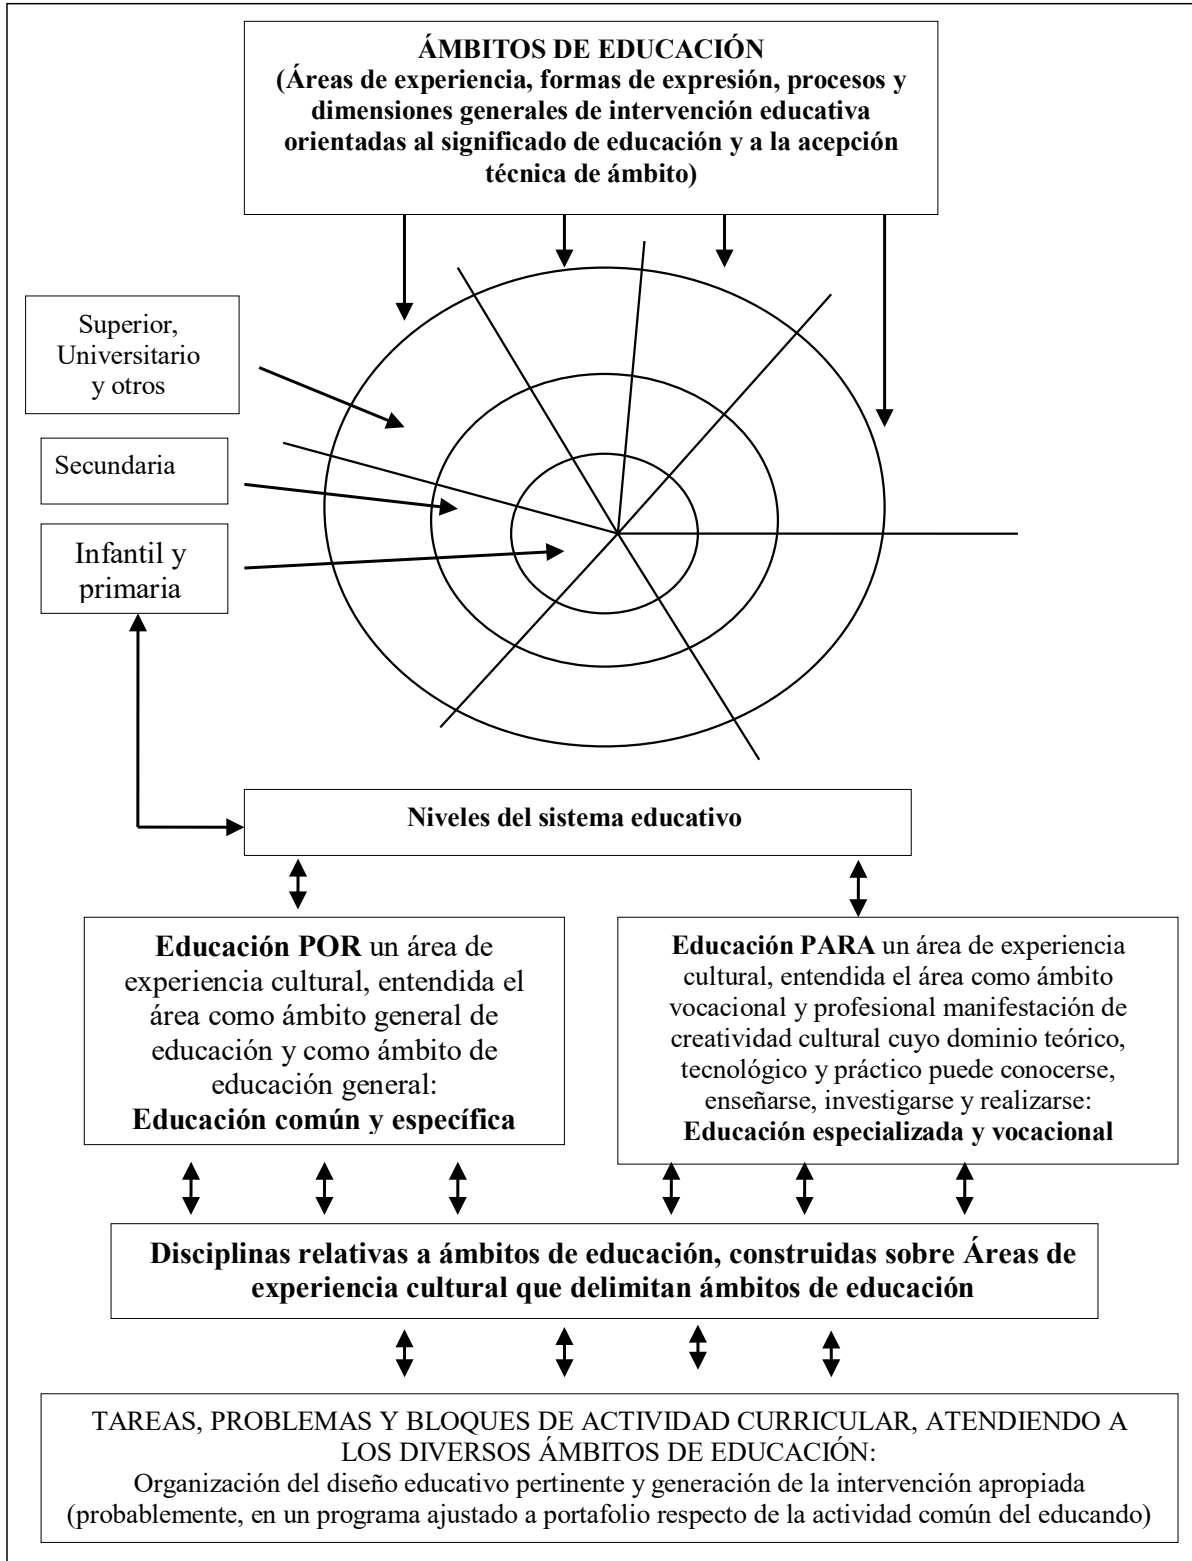 ÁMBITOS DE EDUCACIÓN
(Áreas de experiencia, formas de expresión, procesos y
dimensiones generales de intervención educativa
orientadas al significado de educación y a la acepción
técnica de ámbito)
Superior,
Universitario
y otros
Secundaria
Infantil y
primaria
Niveles del sistema educativo
Educación POR un área de
experiencia cultural, entendida el
área como ámbito general de
educación y como ámbito de
educación general:
Educación común y específica
Educación PARA un área de experiencia
cultural, entendida el área como ámbito
vocacional y profesional manifestación de
creatividad cultural cuyo dominio teórico,
tecnológico y práctico puede conocerse,
enseñarse, investigarse y realizarse:
Educación especializada y vocacional
Disciplinas relativas a ámbitos de educación, construidas sobre Áreas de
experiencia cultural que delimitan ámbitos de educación
TAREAS, PROBLEMAS Y BLOQUES DE ACTIVIDAD CURRICULAR, ATENDIENDO A
LOS DIVERSOS ÁMBITOS DE EDUCACIÓN:
Organización del diseño educativo pertinente y generación de la intervención apropiada
(probablemente, en un programa ajustado a portafolio respecto de la actividad común del educando)